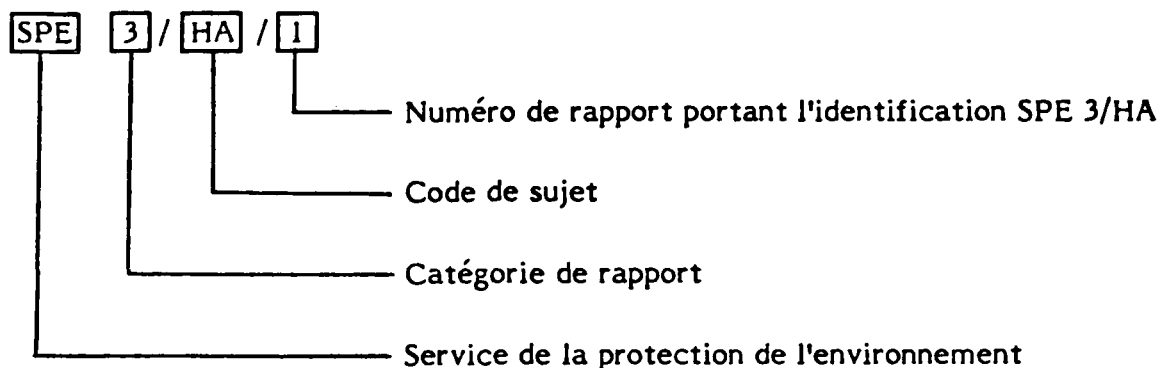 SPE 3 / HA / 1
Numéro de rapport portant l'identification SPE 3/HA
Code de sujet
Catégorie de rapport
Service de la protection de l'environnement